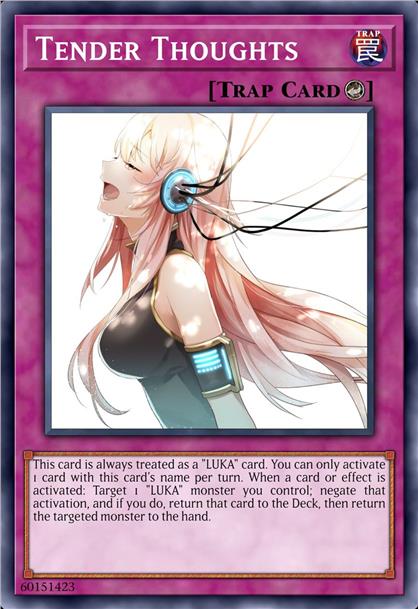 TENDER THOUGHTS
TRAP
罠
[TRAP CARD]
This card is always treated as a "LUKA" card. You can only activate
1 card with this card's name per turn. When a card or effect is
activated: Target 1 "LUKA" monster you control; negate that
activation, and if you do, return that card to the Deck, then return
the targeted monster to the hand.
60151423